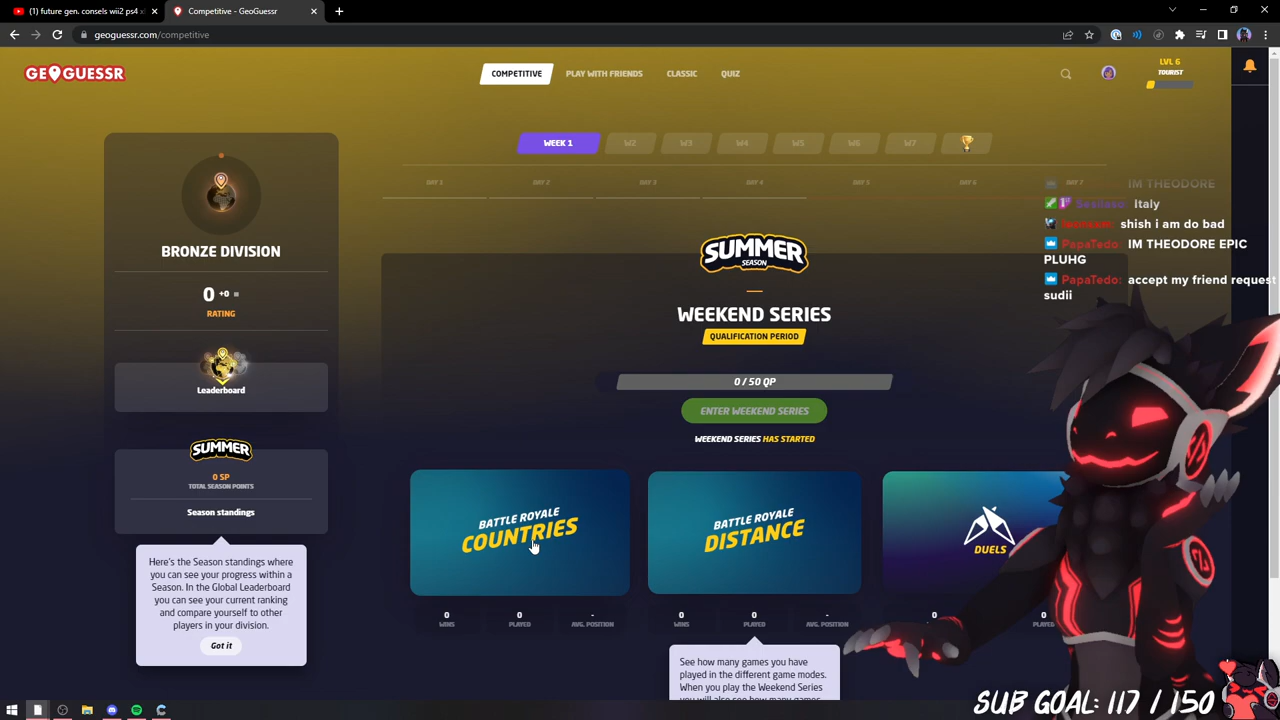 (1) future gen. consels wii2 ps4 xl
Competitive - GeoGuessr
geoguessr.com/competitive
GEOGUESSR
COMPETITIVE
PLAY WITH FRIENDS
CLASSIC
QUIZ
LVL 6
TOURIST
WEEK 1
W2
W3
W4
W5
W6
W7
DAY 1
DAY 2
DAY 3
DAY 4
DAY 5
DAY 6
DAY 7
BRONZE DIVISION
0 +0 =
RATING
Leaderboard
SUMMER
0 SP
TOTAL SEASON POINTS
Season standings
Here's the Season standings where
you can see your progress within a
Season. In the Global Leaderboard
you can see your current ranking
and compare yourself to other
players in your division.
Got it
SUMMER
SEASON
WEEKEND SERIES
QUALIFICATION PERIOD
0 / 50 QP
ENTER WEEKEND SERIES
WEEKEND SERIES HAS STARTED
BATTLE ROYALE
COUNTRIES
0
WINS
0
PLAYED
-
AVG. POSITION
BATTLE ROYALE
DISTANCE
0
WINS
0
PLAYED
-
AVG. POSITION
DUELS
0
0
PLAYED
See how many games you have
played in the different game modes.
When you play the Weekend Series
IM THEODORE
Italy
shish i am do bad
PapaTedo: IM THEODORE EPIC
PLUHG
PapaTedo: accept my friend request
sudii
SUB GOAL: 117 / 150